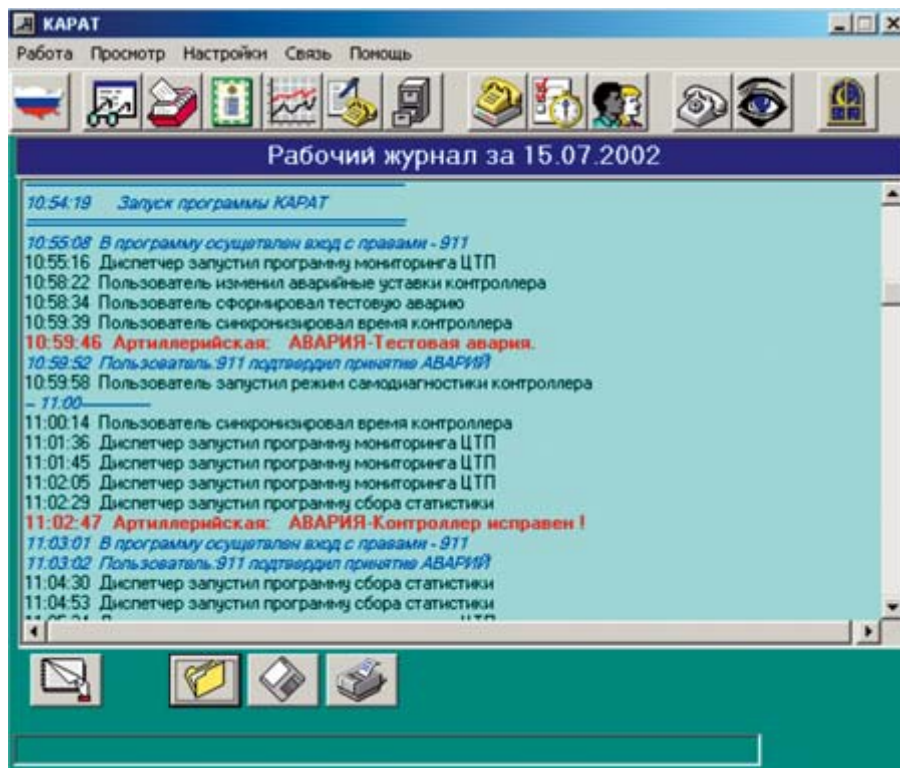 КАРАТ
Работа Просмотр Настройки Связь Помощь
Рабочий журнал за 15.07.2002
10:54:19 Запуск программы КАРАТ
10:55:08 В программу осуществлен вход с правами - 911
10:55:16 Диспетчер запустил программу мониторинга ЦТП
10:58:22 Пользователь изменил аварийные уставки контроллера
10:58:34 Пользователь сформировал тестовую аварию
10:59:39 Пользователь синхронизировал время контроллера
10:59:46 Артиллерийская: АВАРИЯ-Тестовая авария.
10:59:52 Пользователь:911 подтвердил принятие АВАРИЙ
10:59:58 Пользователь запустил режим самодиагностики контроллера
– 11:00
11:00:14 Пользователь синхронизировал время контроллера
11:01:36 Диспетчер запустил программу мониторинга ЦТП
11:01:45 Диспетчер запустил программу мониторинга ЦТП
11:02:05 Диспетчер запустил программу мониторинга ЦТП
11:02:29 Диспетчер запустил программу сбора статистики
11:02:47 Артиллерийская: АВАРИЯ-Контроллер исправен !
11:03:01 В программу осуществлен вход с правами - 911
11:03:02 Пользователь:911 подтвердил принятие АВАРИЙ
11:04:30 Диспетчер запустил программу сбора статистики
11:04:53 Диспетчер запустил программу сбора статистики